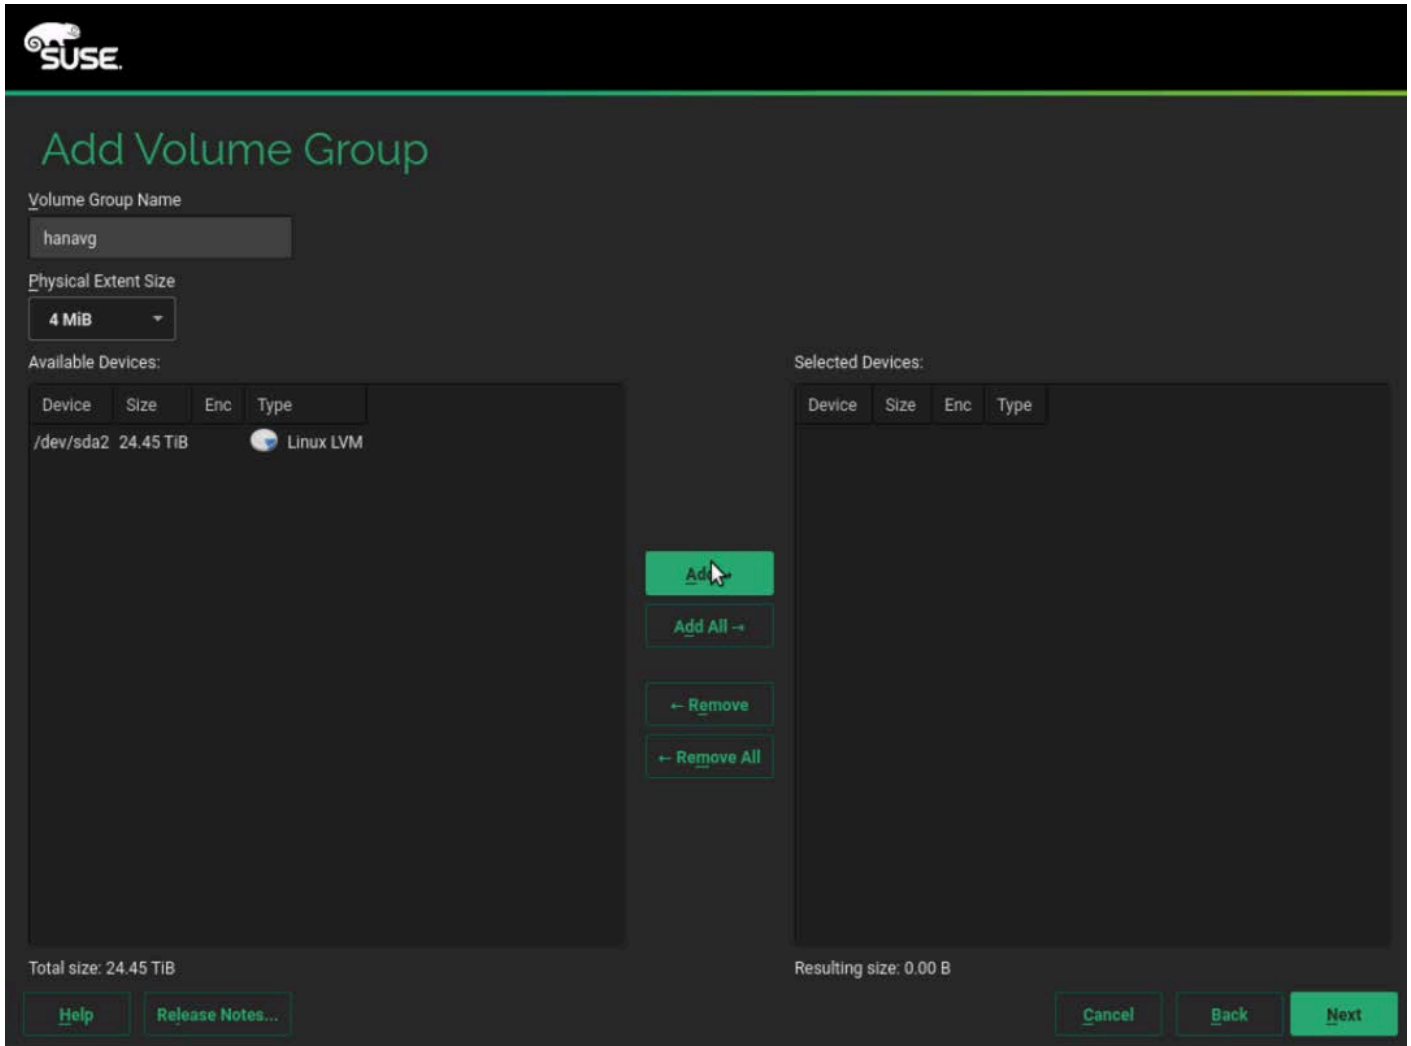 SUSE.
Add Volume Group
Volume Group Name
hanavg
Physical Extent Size
4 MiB
Available Devices:
Device Size Enc Type
/dev/sda2 24.45 TiB Linux LVM
Selected Devices:
Device Size Enc Type
Add All →
← Remove
← Remove All
Total size: 24.45 TiB
Resulting size: 0.00 B
Help
Release Notes...
Cancel
Back
Next